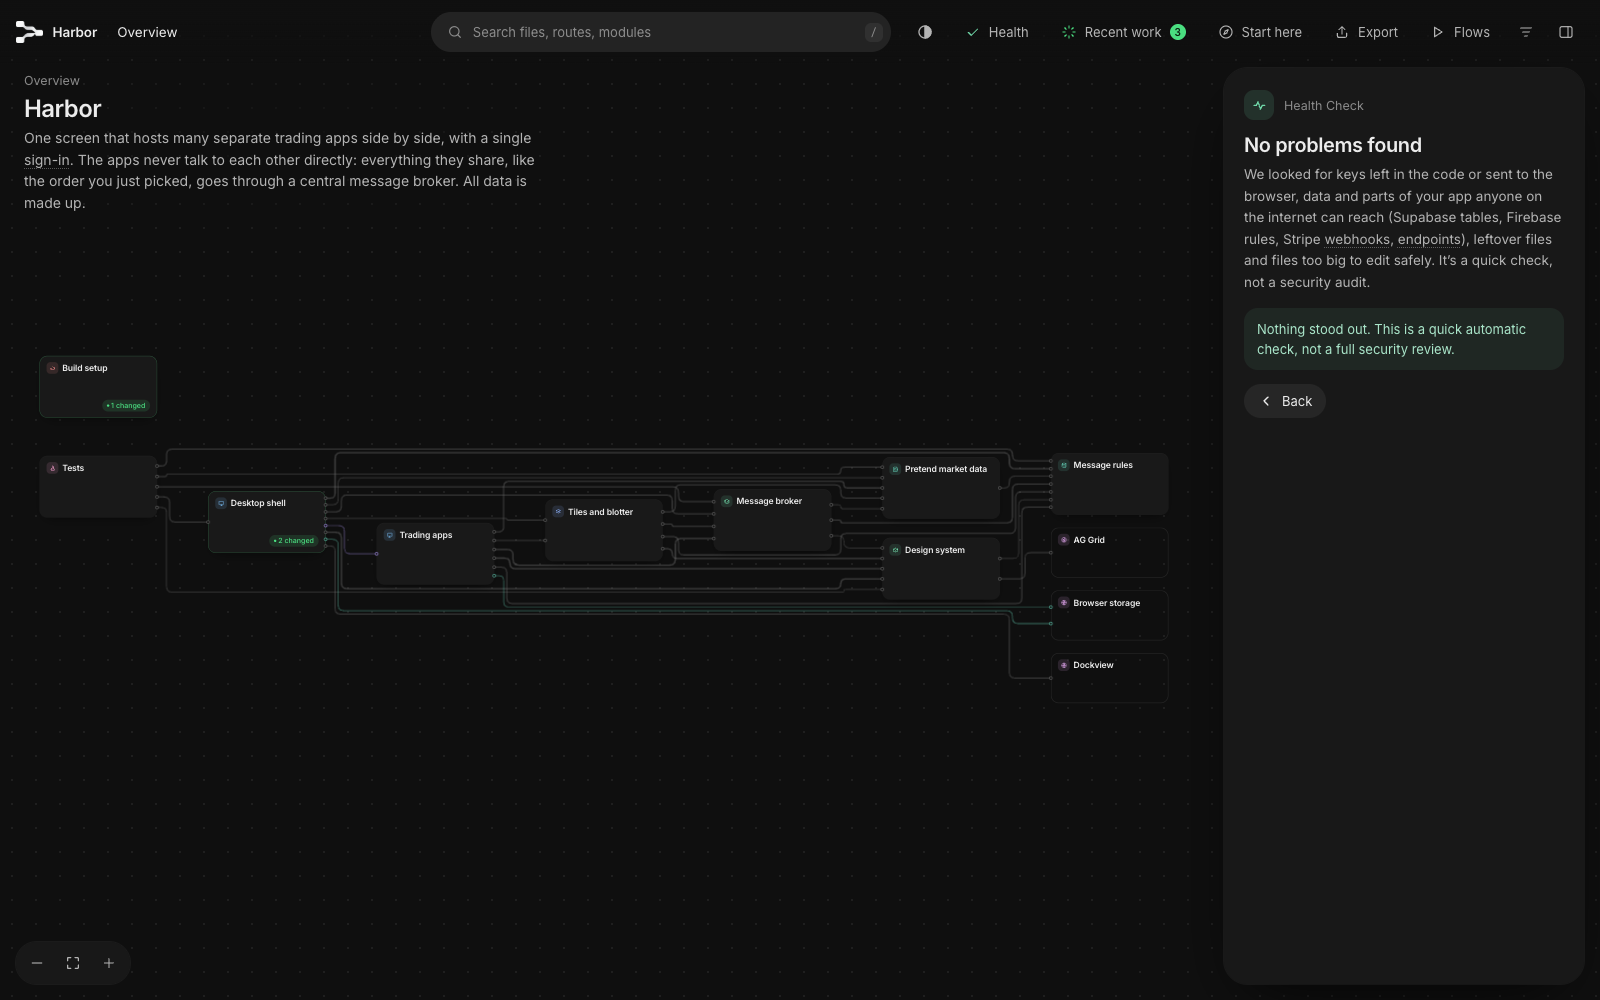 Harbor
Overview
Search files, routes, modules
/
Health
Recent work 3
Start here
Export
Flows
Overview
Harbor
One screen that hosts many separate trading apps side by side, with a single
sign-in. The apps never talk to each other directly: everything they share, like
the order you just picked, goes through a central message broker. All data is
made up.
Build setup
1 changed
Tests
Desktop shell
2 changed
Trading apps
Tiles and blotter
Message broker
Pretend market data
Design system
Message rules
AG Grid
Browser storage
Dockview
Health Check
No problems found
We looked for keys left in the code or sent to the
browser, data and parts of your app anyone on
the internet can reach (Supabase tables, Firebase
rules, Stripe webhooks, endpoints), leftover files
and files too big to edit safely. It’s a quick check,
not a security audit.
Nothing stood out. This is a quick automatic
check, not a full security review.
Back